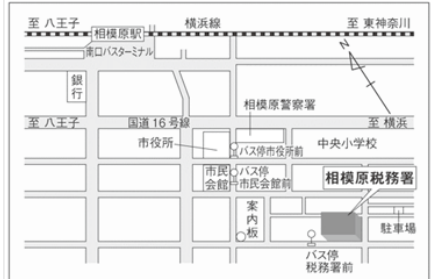 至 八王子
横浜線
至 東神奈川
相模原駅
南口バスターミナル
N
銀行
相模原警察署
至 八王子
国道16号線
至 横浜
市役所
バス停市役所前
中央小学校
市民会館
バス停市民会館前
相模原税務署
案内板
駐車場
バス停税務署前